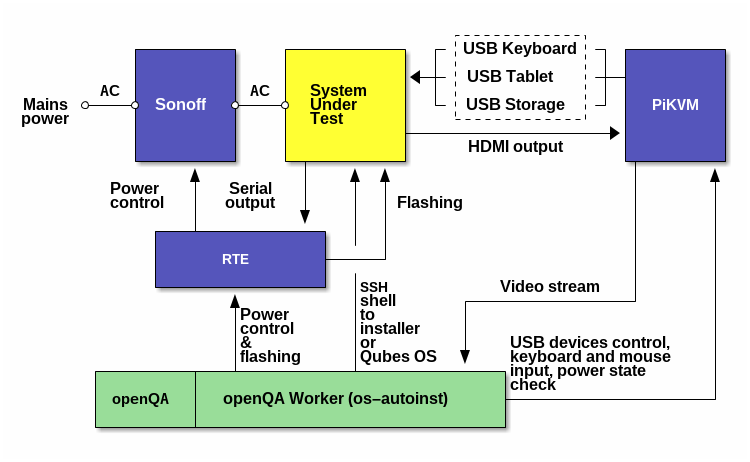 Mains
power
AC
Sonoff
AC
System
Under
Test
USB Keyboard
USB Tablet
USB Storage
PiKVM
HDMI output
Power
control
Serial
output
Flashing
RTE
SSH
shell
to
installer
or
Qubes OS
Video stream
Power
control
&
flashing
USB devices control,
keyboard and mouse
input, power state
check
openQA
openQA Worker (os–autoinst)